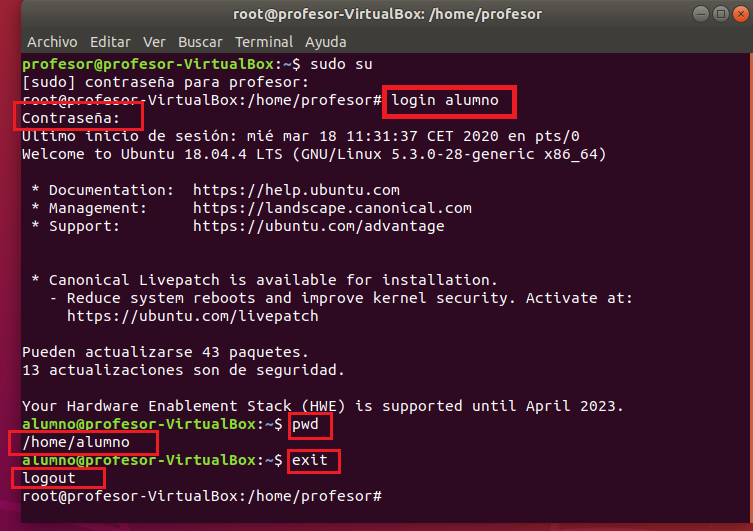 root@profesor-VirtualBox: /home/profesor
Archivo Editar Ver Buscar Terminal Ayuda
profesor@profesor-VirtualBox:~$ sudo su
[sudo] contraseña para profesor:
root@profesor-VirtualBox:/home/profesor# login alumno
Contraseña:
Último inicio de sesión: mié mar 18 11:31:37 CET 2020 en pts/0
Welcome to Ubuntu 18.04.4 LTS (GNU/Linux 5.3.0-28-generic x86_64)
* Documentation: https://help.ubuntu.com
* Management: https://landscape.canonical.com
* Support: https://ubuntu.com/advantage
* Canonical Livepatch is available for installation.
- Reduce system reboots and improve kernel security. Activate at:
https://ubuntu.com/livepatch
Pueden actualizarse 43 paquetes.
13 actualizaciones son de seguridad.
Your Hardware Enablement Stack (HWE) is supported until April 2023.
alumno@profesor-VirtualBox:~$ pwd
/home/alumno
alumno@profesor-VirtualBox:~$ exit
logout
root@profesor-VirtualBox:/home/profesor#